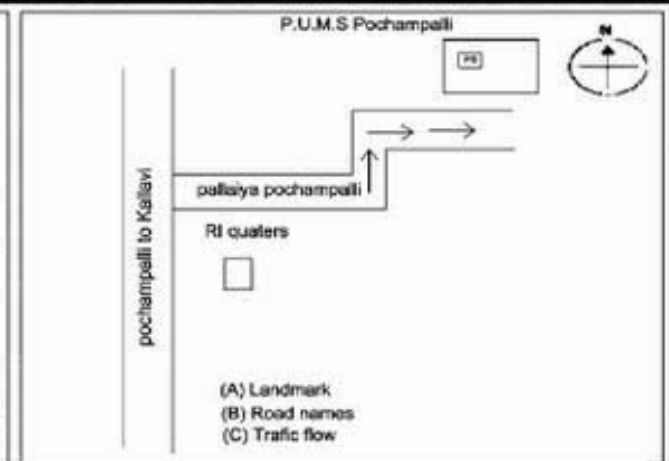 P.U.M.S Pochampalli
N
PS
pallaiya pochampalli
pochampalli to Kallavi
RI quaters
(A) Landmark
(B) Road names
(C) Trafic flow